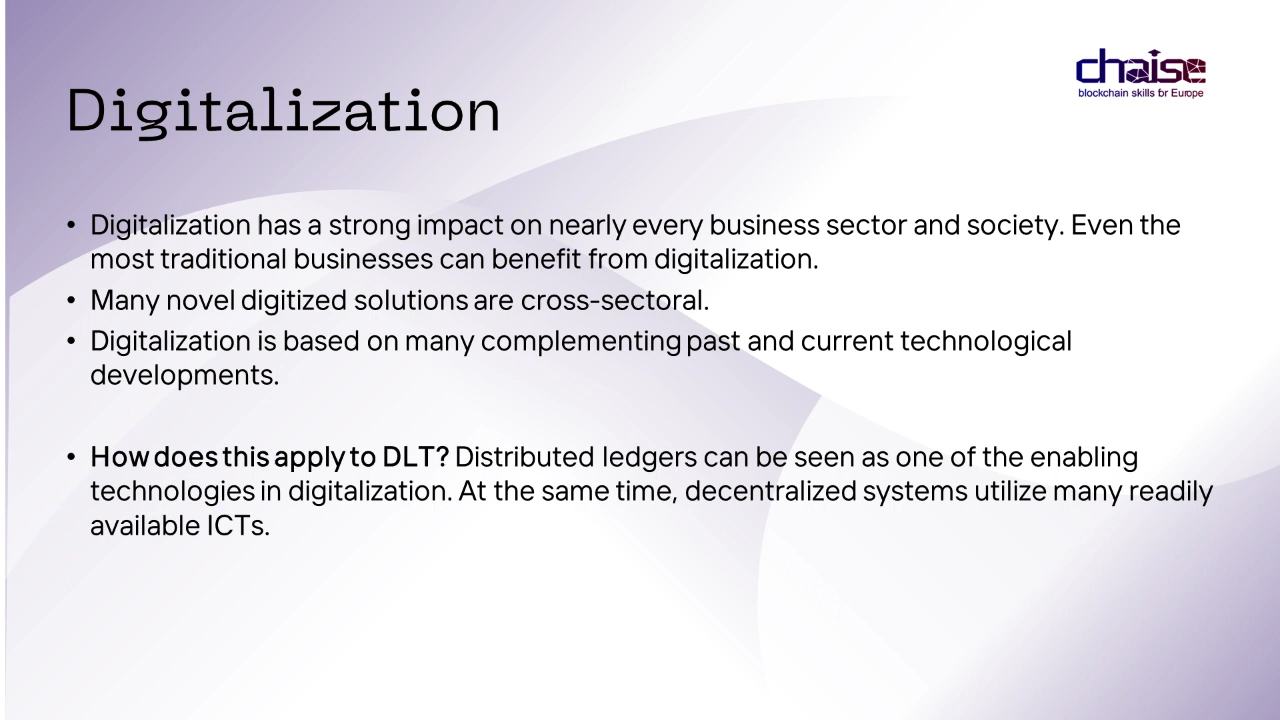 chaise
blockchain skills for Europe
Digitalization
• Digitalization has a strong impact on nearly every business sector and society. Even the
most traditional businesses can benefit from digitalization.
• Many novel digitized solutions are cross-sectoral.
• Digitalization is based on many complementing past and current technological
developments.
• How does this apply to DLT? Distributed ledgers can be seen as one of the enabling
technologies in digitalization. At the same time, decentralized systems utilize many readily
available ICTs.